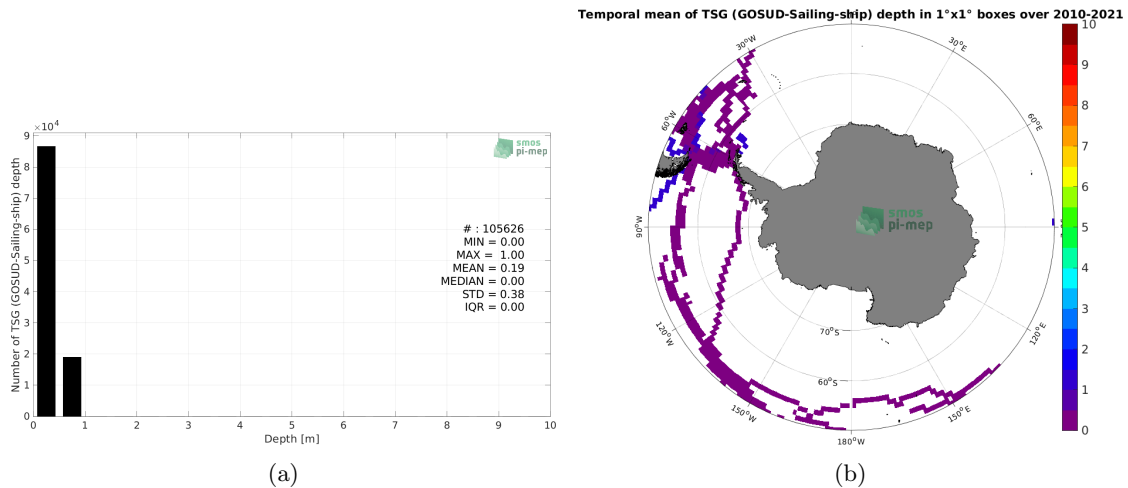 ×10⁴
9
8
7
6
5
4
3
2
1
0
Number of TSG (GOSUD-Sailing-ship) depth
smos
pi-mep
# : 105626
MIN = 0.00
MAX = 1.00
MEAN = 0.19
MEDIAN = 0.00
STD = 0.38
IQR = 0.00
0 1 2 3 4 5 6 7 8 9 10
Depth [m]
(a)
Temporal mean of TSG (GOSUD-Sailing-ship) depth in 1°x1° boxes over 2010-2021
30°W
30°E
60°W
60°E
90°W
120°W
120°E
150°W
150°E
180°W
70°S
60°S
smos
pi-mep
10
9
8
7
6
5
4
3
2
1
0
(b)